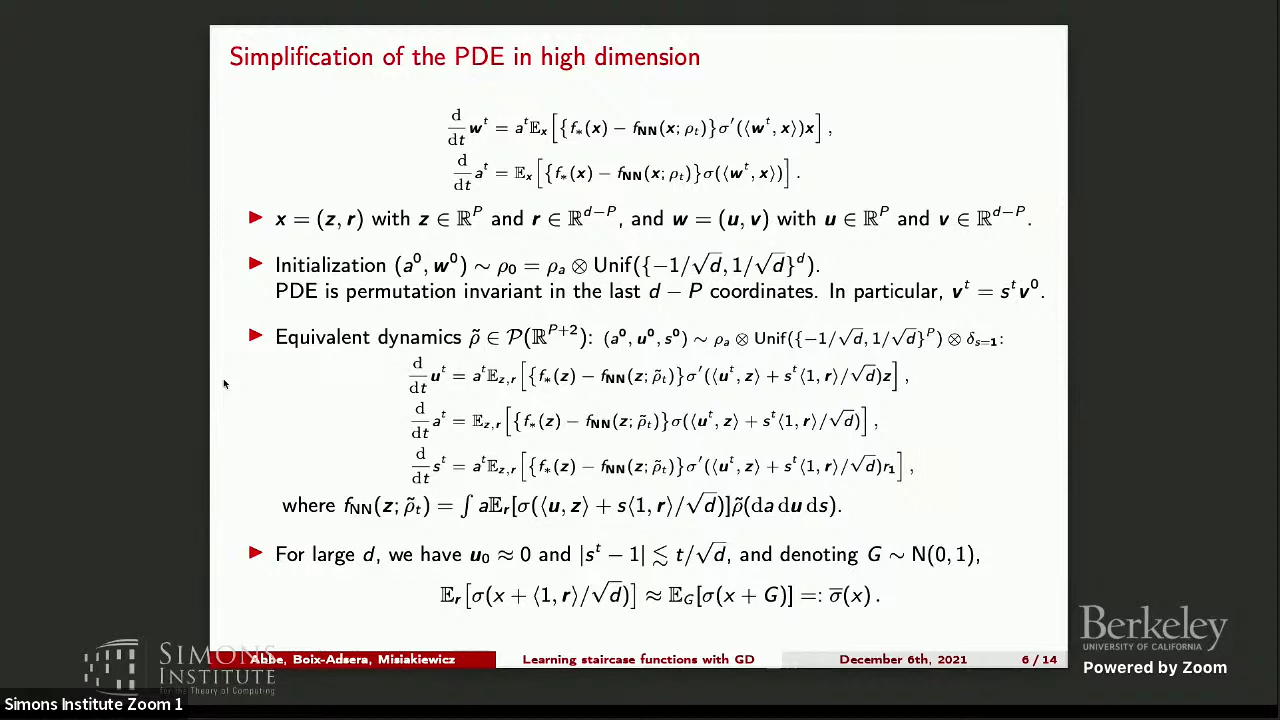 Simplification of the PDE in high dimension
d/dt w^t = a^t 𝔼_x[{f_*(x) − f_NN(x; ρ_t)}σ′(⟨w^t, x⟩)x] ,
d/dt a^t = 𝔼_x[{f_*(x) − f_NN(x; ρ_t)}σ(⟨w^t, x⟩)] .
▶ x = (z, r) with z ∈ ℝ^P and r ∈ ℝ^{d−P}, and w = (u, v) with u ∈ ℝ^P and v ∈ ℝ^{d−P}.
▶ Initialization (a^0, w^0) ∼ ρ_0 = ρ_a ⊗ Unif({−1/√d, 1/√d}^d).
PDE is permutation invariant in the last d − P coordinates. In particular, v^t = s^t v^0.
▶ Equivalent dynamics ρ̃ ∈ 𝒫(ℝ^{P+2}): (a^0, u^0, s^0) ∼ ρ_a ⊗ Unif({−1/√d, 1/√d}^P) ⊗ δ_{s=1}:
d/dt u^t = a^t 𝔼_{z,r}[{f_*(z) − f_NN(z; ρ̃_t)}σ′(⟨u^t, z⟩ + s^t⟨1, r⟩/√d)z] ,
d/dt a^t = 𝔼_{z,r}[{f_*(z) − f_NN(z; ρ̃_t)}σ(⟨u^t, z⟩ + s^t⟨1, r⟩/√d)] ,
d/dt s^t = a^t 𝔼_{z,r}[{f_*(z) − f_NN(z; ρ̃_t)}σ′(⟨u^t, z⟩ + s^t⟨1, r⟩/√d)r_1] ,
where f_NN(z; ρ̃_t) = ∫ a𝔼_r[σ(⟨u, z⟩ + s⟨1, r⟩/√d)]ρ̃(da du ds).
▶ For large d, we have u_0 ≈ 0 and |s^t − 1| ≲ t/√d, and denoting G ∼ N(0, 1),
𝔼_r[σ(x + ⟨1, r⟩/√d)] ≈ 𝔼_G[σ(x + G)] =: σ̅(x) .
Abbe, Boix-Adsera, Misiakiewicz Learning staircase functions with GD December 6th, 2021 6 / 14
SIMONS
INSTITUTE
for the Theory of Computing
Berkeley
UNIVERSITY OF CALIFORNIA
Powered by Zoom
Simons Institute Zoom 1